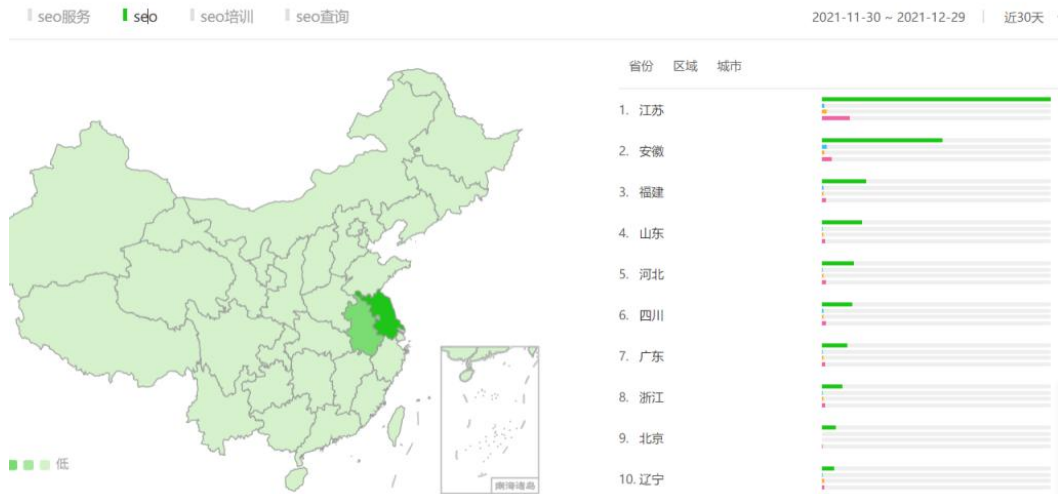 seo服务 seo seo培训 seo查询 2021-11-30 ~ 2021-12-29 近30天
省份 区域 城市
1. 江苏
2. 安徽
3. 福建
4. 山东
5. 河北
6. 四川
7. 广东
8. 浙江
9. 北京
低
10. 辽宁
南海诸岛